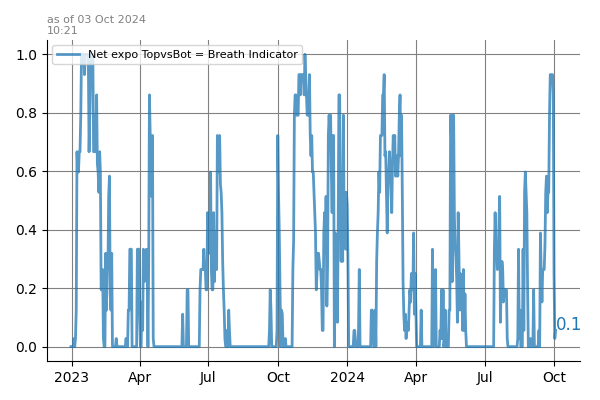 as of 03 Oct 2024
10:21
Net expo TopvsBot = Breath Indicator
1.0
0.8
0.6
0.4
0.2
0.0
0.1
2023 Apr Jul Oct 2024 Apr Jul Oct